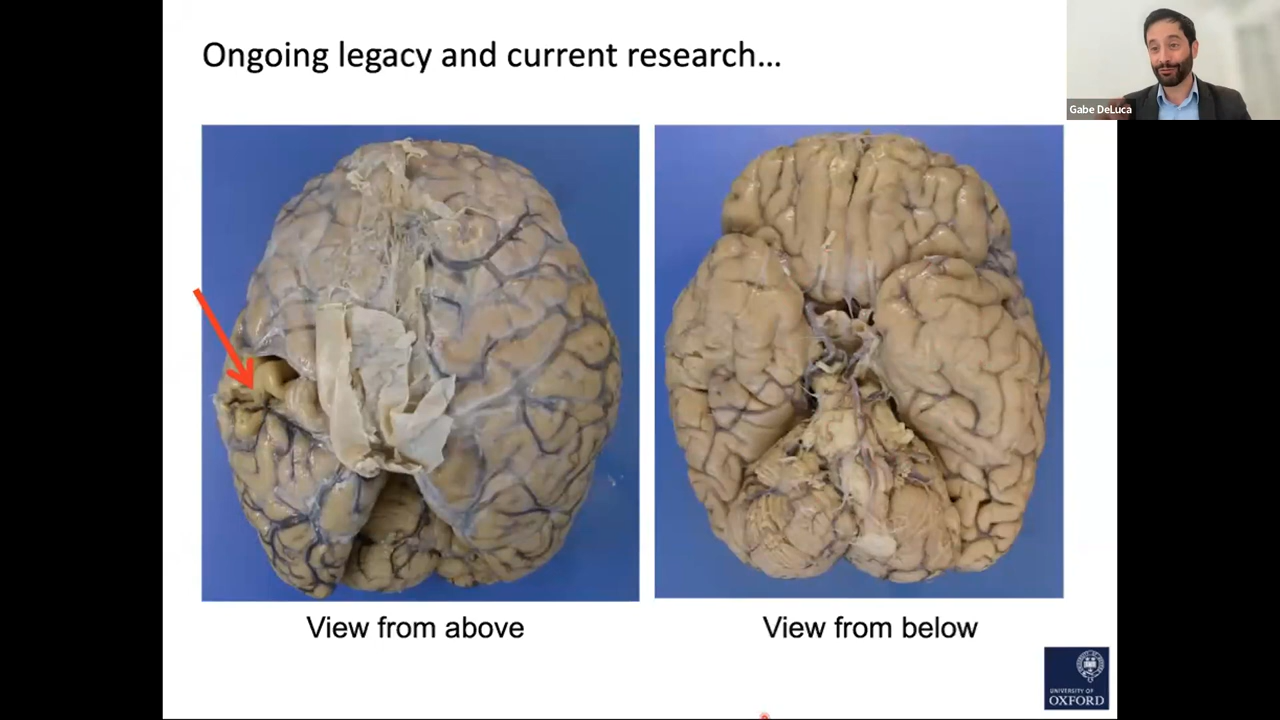 Ongoing legacy and current research...
Gabe DeLuca
View from above
View from below
UNIVERSITY OF
OXFORD